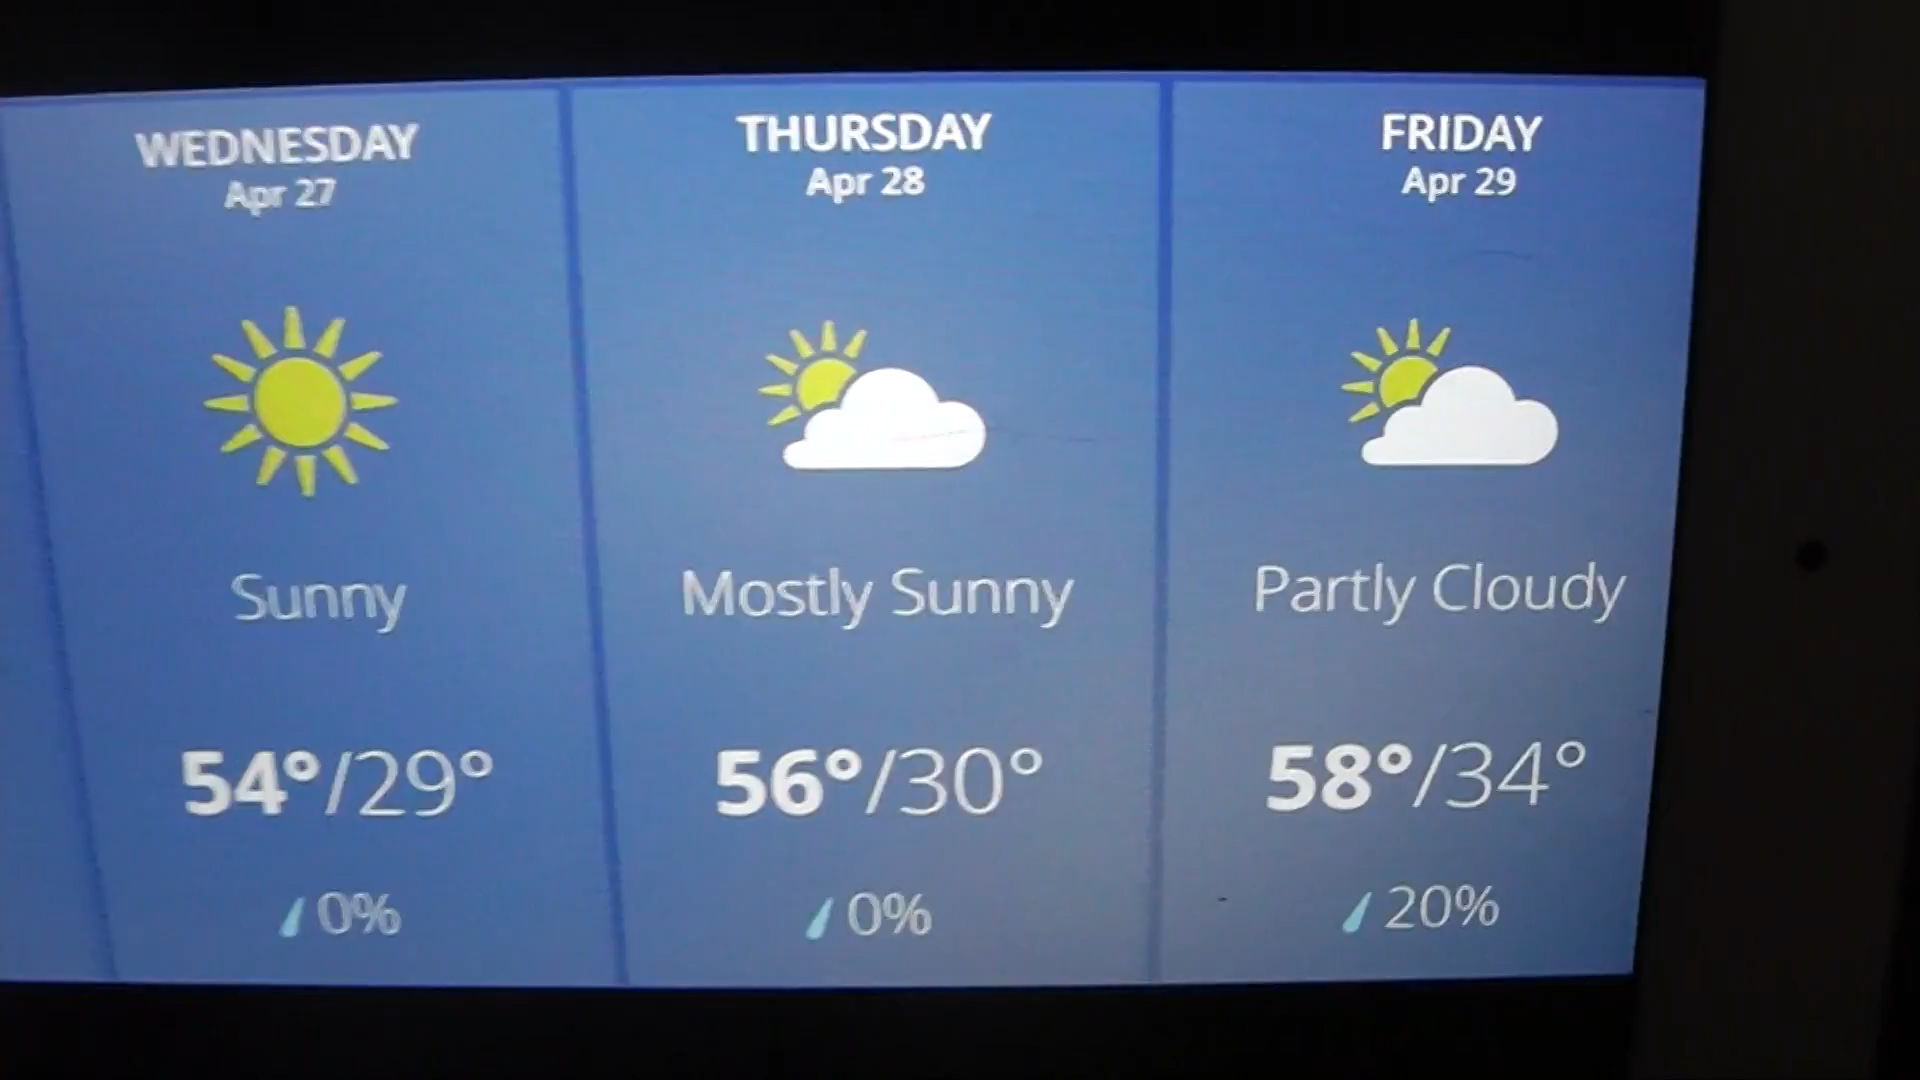 WEDNESDAY
Apr 27
Sunny
54°/29°
0%
THURSDAY
Apr 28
Mostly Sunny
56°/30°
0%
FRIDAY
Apr 29
Partly Cloudy
58°/34°
20%